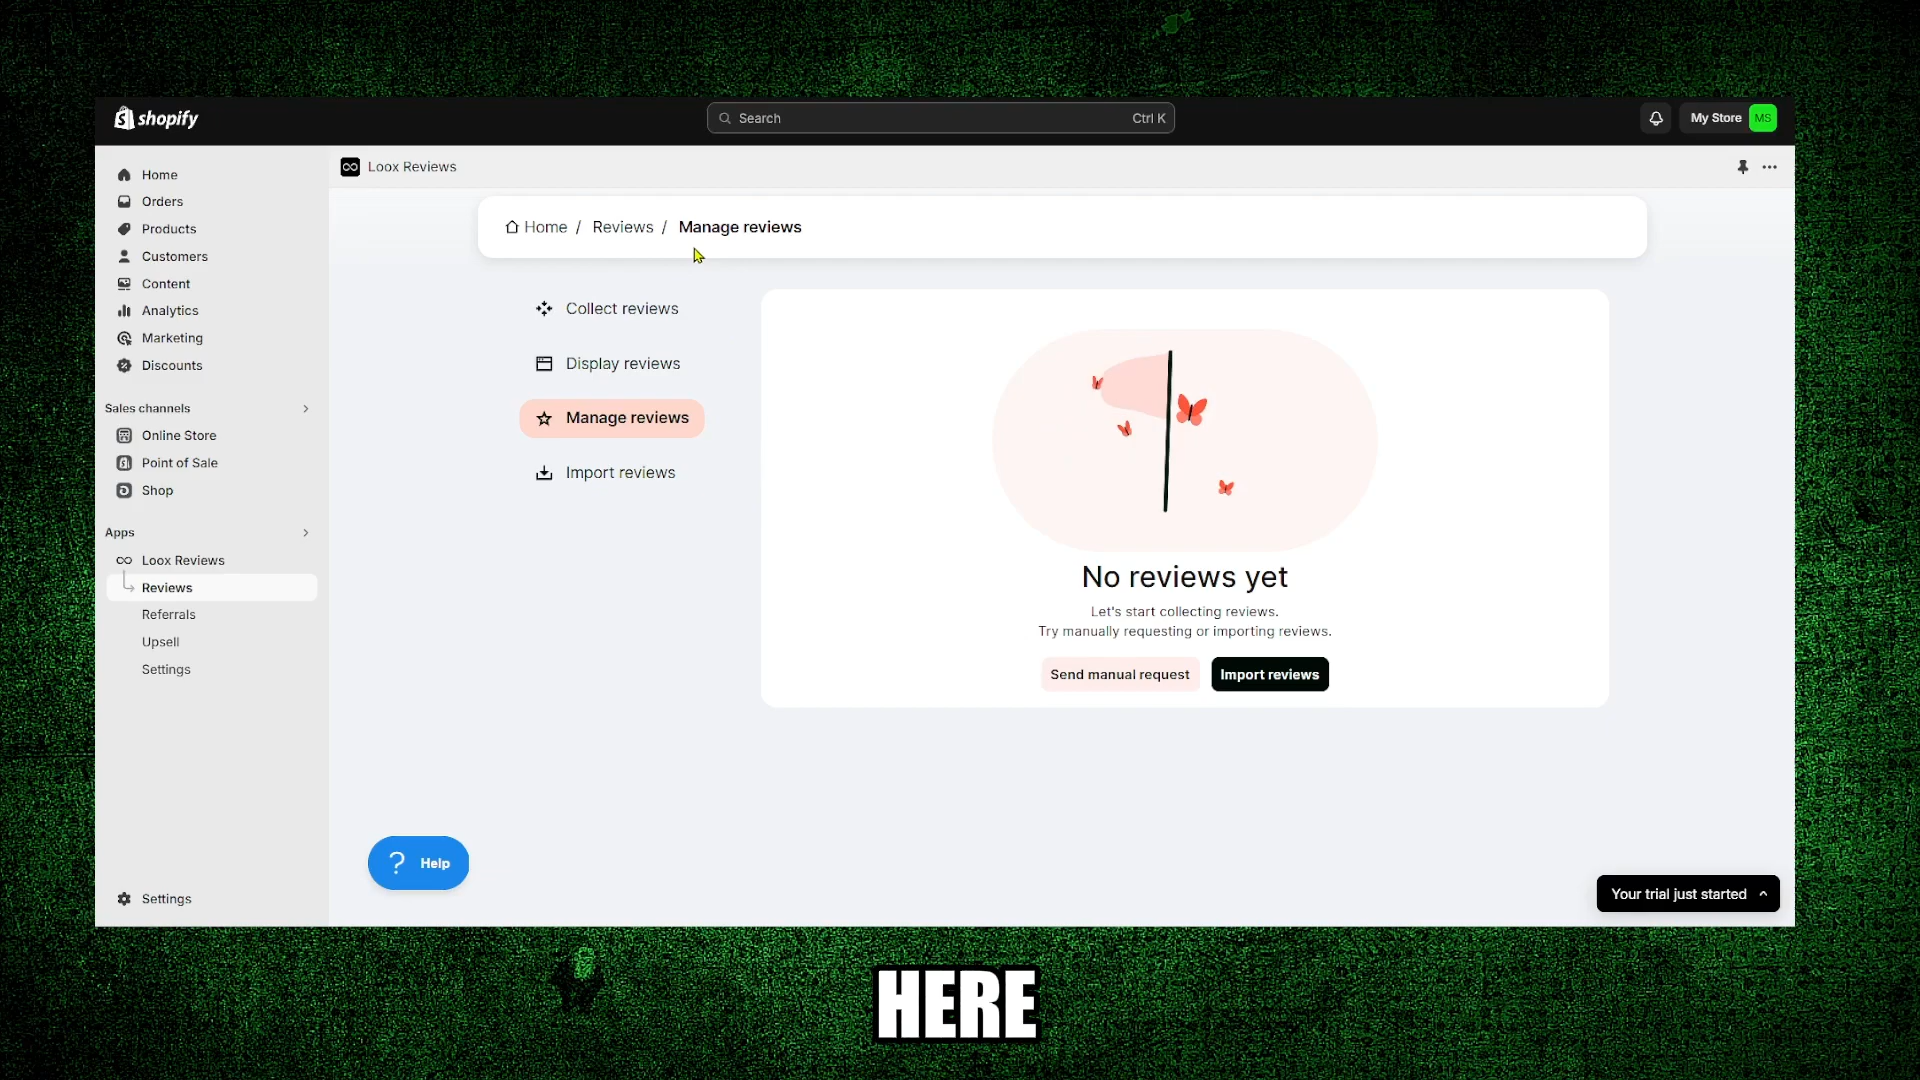 shopify
Search
Ctrl K
My Store
MS
Home
Orders
Products
Customers
Content
Analytics
Marketing
Discounts
Sales channels
Online Store
Point of Sale
Shop
Apps
Loox Reviews
Reviews
Referrals
Upsell
Settings
Settings
Loox Reviews
Home / Reviews / Manage reviews
Collect reviews
Display reviews
Manage reviews
Import reviews
No reviews yet
Let's start collecting reviews.
Try manually requesting or importing reviews.
Send manual request
Import reviews
? Help
Your trial just started
HERE